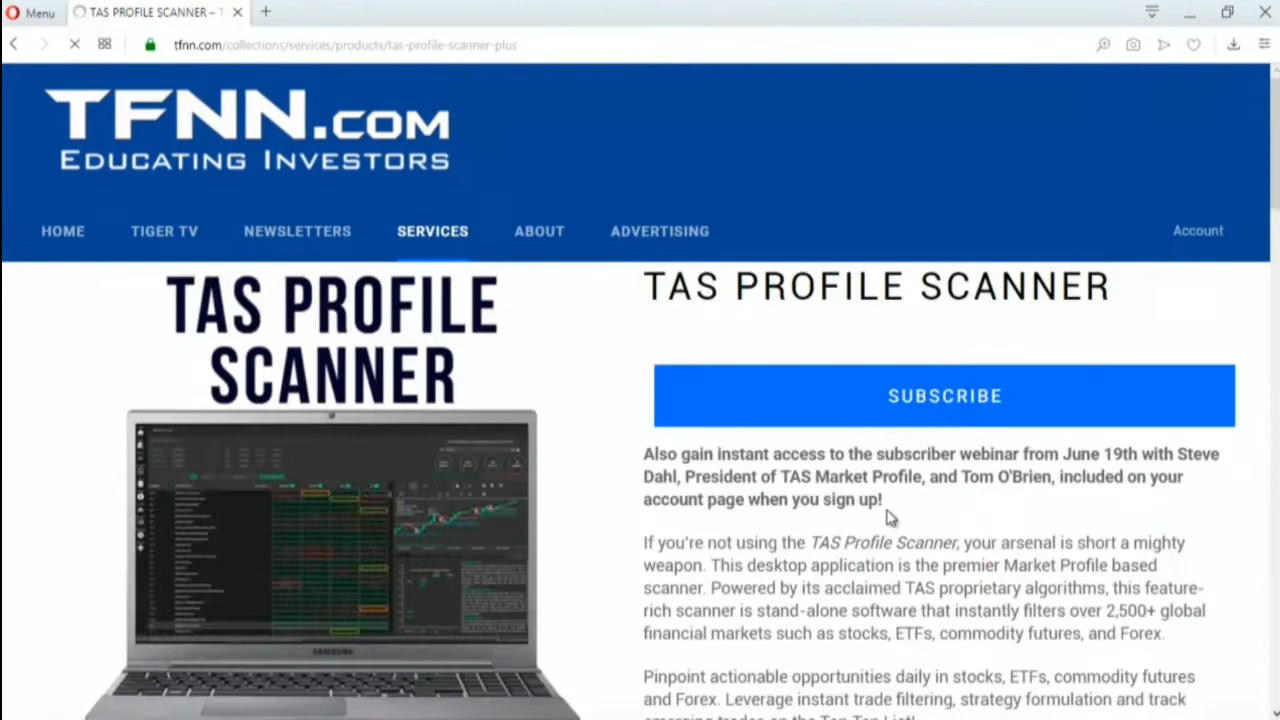 Menu
TAS PROFILE SCANNER –
tfnn.com/collections/services/products/tas-profile-scanner-plus
TFNN.COM
EDUCATING INVESTORS
HOME TIGER TV NEWSLETTERS SERVICES ABOUT ADVERTISING Account
TAS PROFILE
SCANNER
SAMSUNG
TAS PROFILE SCANNER
SUBSCRIBE
Also gain instant access to the subscriber webinar from June 19th with Steve
Dahl, President of TAS Market Profile, and Tom O'Brien, included on your
account page when you sign up!
If you're not using the TAS Profile Scanner, your arsenal is short a mighty
weapon. This desktop application is the premier Market Profile based
scanner. Powered by its acclaimed TAS proprietary algorithms, this feature-
rich scanner is stand-alone software that instantly filters over 2,500+ global
financial markets such as stocks, ETFs, commodity futures, and Forex.
Pinpoint actionable opportunities daily in stocks, ETFs, commodity futures
and Forex. Leverage instant trade filtering, strategy formulation and track
emerging trades on the Top Ten List!